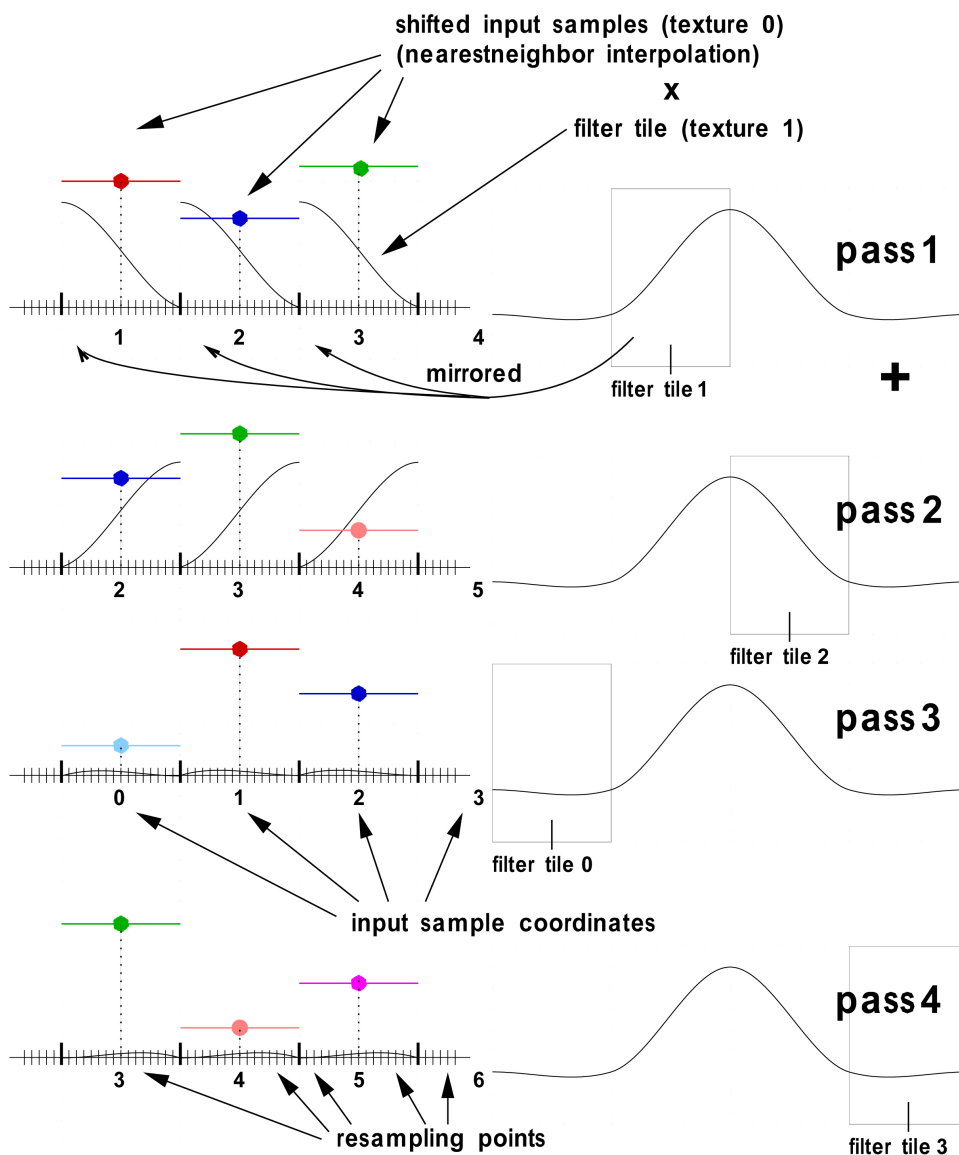 shifted input samples (texture 0)
(nearestneighbor interpolation)
x
filter tile (texture 1)
pass 1
1 2 3 4
mirrored
filter tile 1
+
pass 2
2 3 4 5
filter tile 2
pass 3
0 1 2 3
filter tile 0
input sample coordinates
pass 4
3 4 5 6
resampling points
filter tile 3